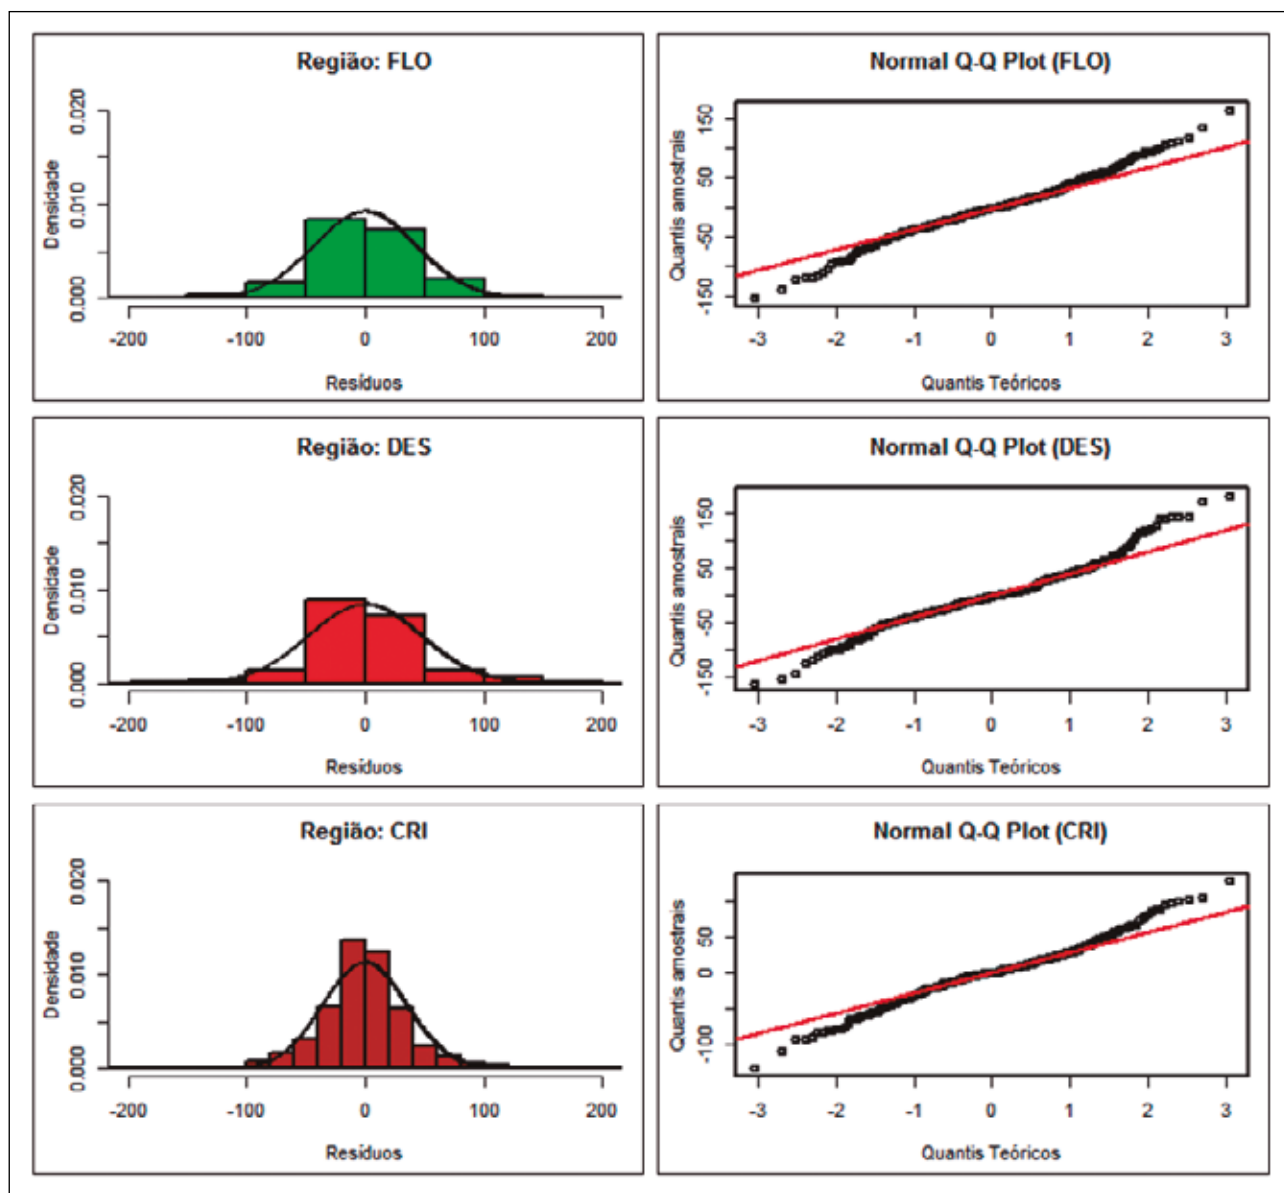 Região: FLO
Densidade
0.000 0.010 0.020
-200 -100 0 100 200
Resíduos
Normal Q-Q Plot (FLO)
Quantis amostrais
-150 -50 50 150
-3 -2 -1 0 1 2 3
Quantis Teóricos
Região: DES
Densidade
0.000 0.010 0.020
-200 -100 0 100 200
Resíduos
Normal Q-Q Plot (DES)
Quantis amostrais
-150 -50 50 150
-3 -2 -1 0 1 2 3
Quantis Teóricos
Região: CRI
Densidade
0.000 0.010 0.020
-200 -100 0 100 200
Resíduos
Normal Q-Q Plot (CRI)
Quantis amostrais
-100 0 50
-3 -2 -1 0 1 2 3
Quantis Teóricos